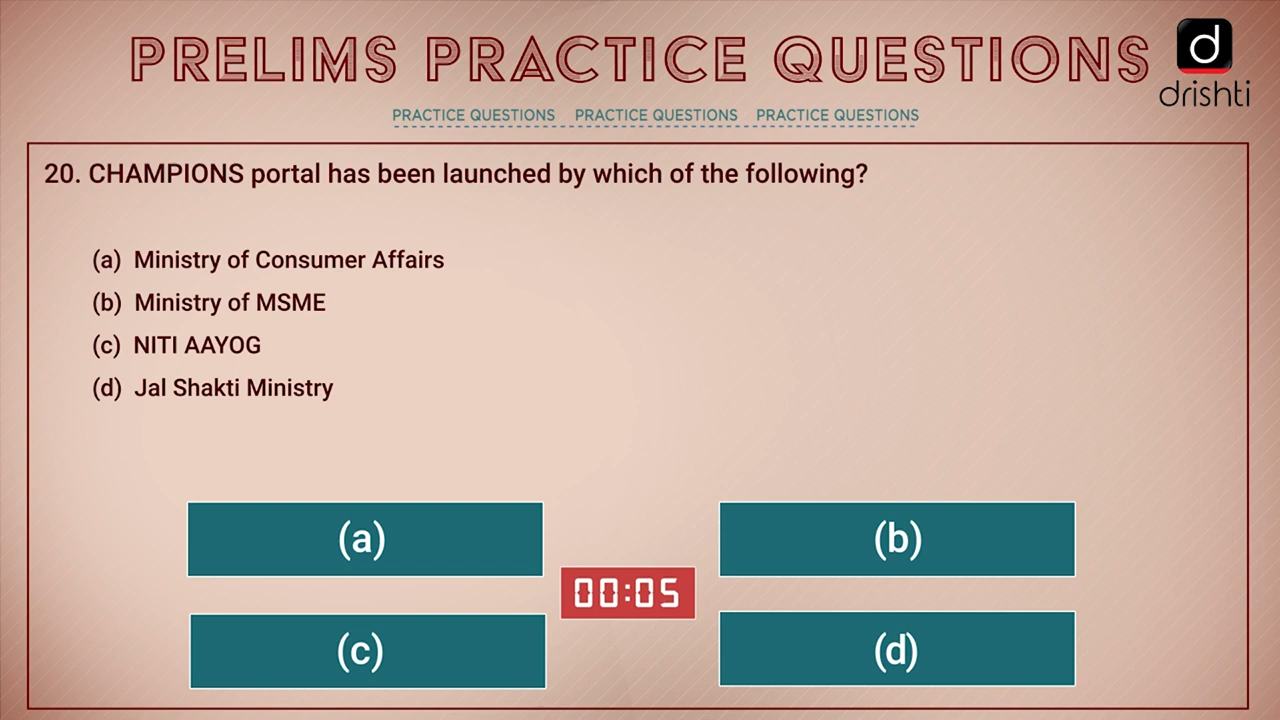 PRELIMS PRACTICE QUESTIONS
d
drishti
PRACTICE QUESTIONS PRACTICE QUESTIONS PRACTICE QUESTIONS
20. CHAMPIONS portal has been launched by which of the following?
(a) Ministry of Consumer Affairs
(b) Ministry of MSME
(c) NITI AAYOG
(d) Jal Shakti Ministry
(a)
(b)
00:05
(c)
(d)